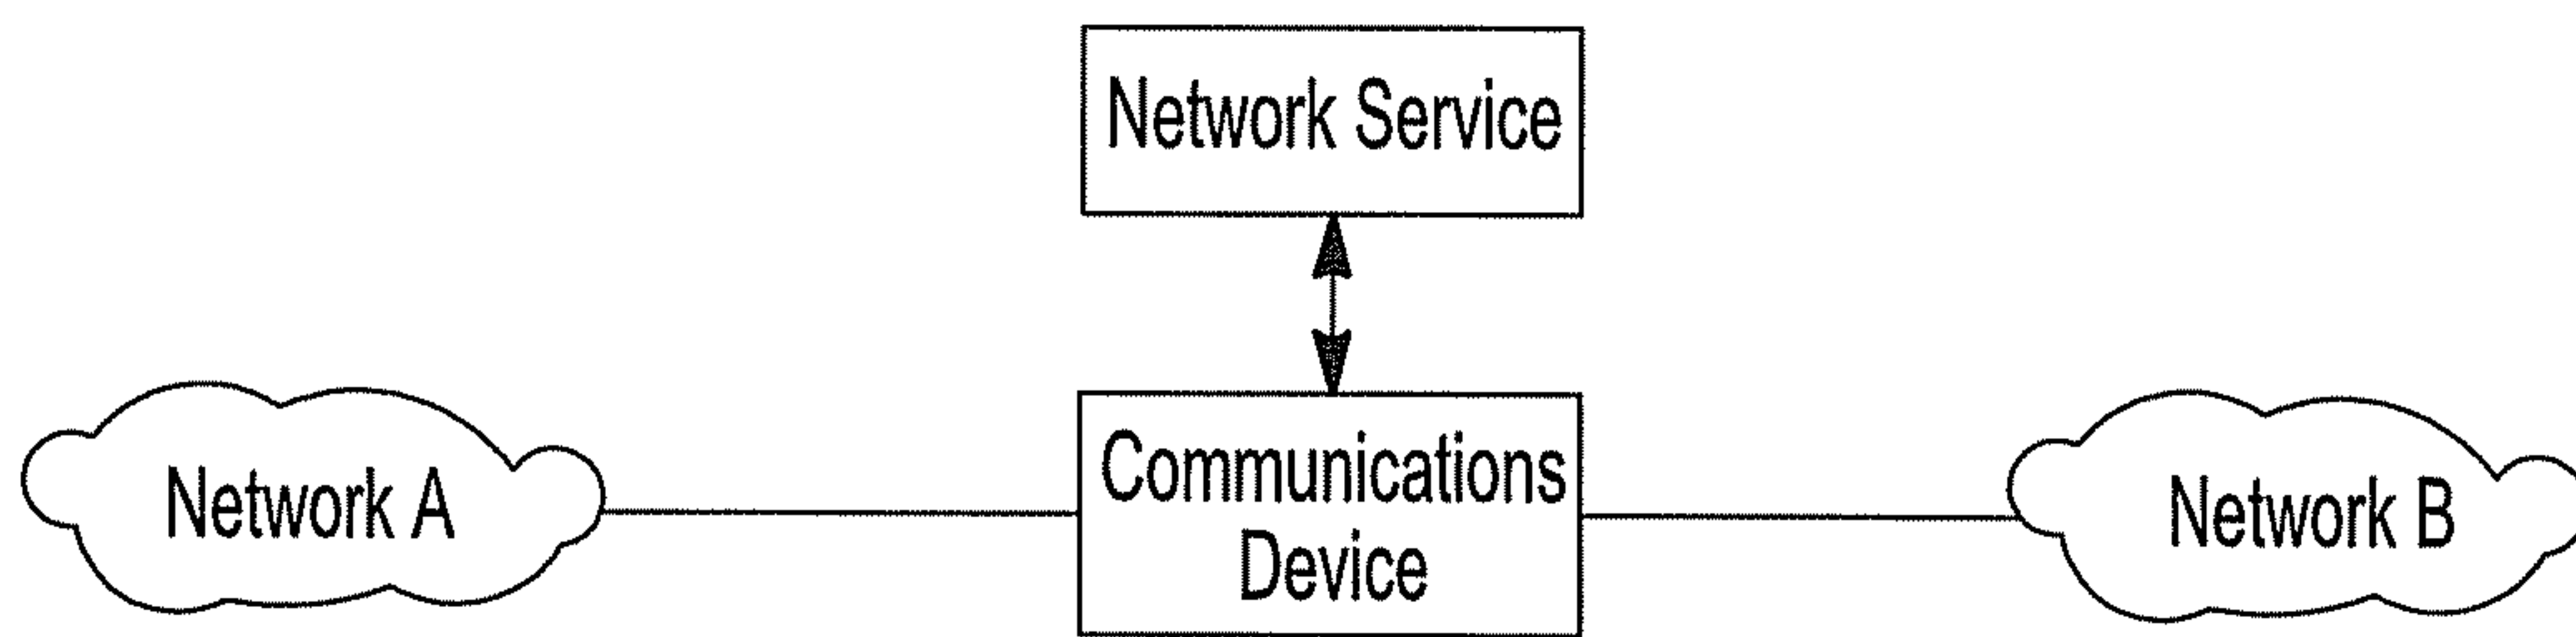 Network Service
Network A
Communications
Device
Network B